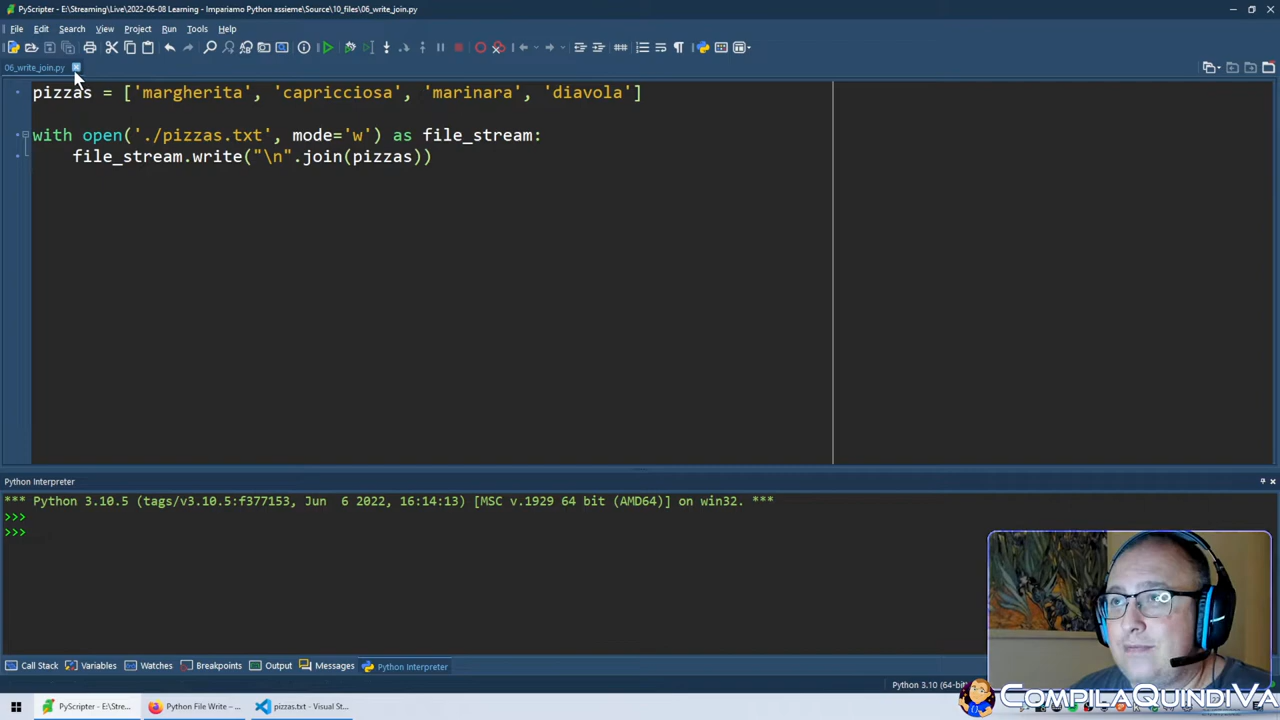 PyScripter - E:\Streaming\Live\2022-06-08 Learning - Impariamo Python assieme\Source\10_files\06_write_join.py
File Edit Search View Project Run Tools Help
06_write_join.py
pizzas = ['margherita', 'capricciosa', 'marinara', 'diavola']
with open('./pizzas.txt', mode='w') as file_stream:
file_stream.write("\n".join(pizzas))
Python Interpreter
*** Python 3.10.5 (tags/v3.10.5:f377153, Jun 6 2022, 16:14:13) [MSC v.1929 64 bit (AMD64)] on win32. ***
>>>
>>>
Call Stack Variables Watches Breakpoints Output Messages Python Interpreter
Python 3.10 (64-bit)
PyScripter - E:\Stre... Python File Write – ... pizzas.txt - Visual St...
CompilaQuindiVa